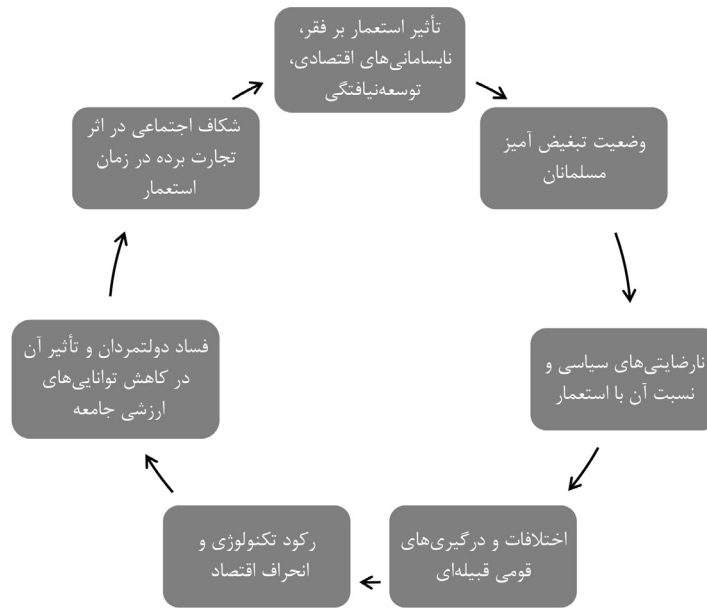 تأثیر استعمار بر فقر،
نابسامانی‌های اقتصادی،
توسعه‌نیافتگی
وضعیت تبغیض آمیز
مسلمانان
نارضایتی‌های سیاسی و
نسبت آن با استعمار
اختلافات و درگیری‌های
قومی قبیله‌ای
رکود تکنولوژی و
انحراف اقتصاد
فساد دولتمردان و تأثیر آن
در کاهش توانایی‌های
ارزشی جامعه
شکاف اجتماعی در اثر
تجارت برده در زمان
استعمار